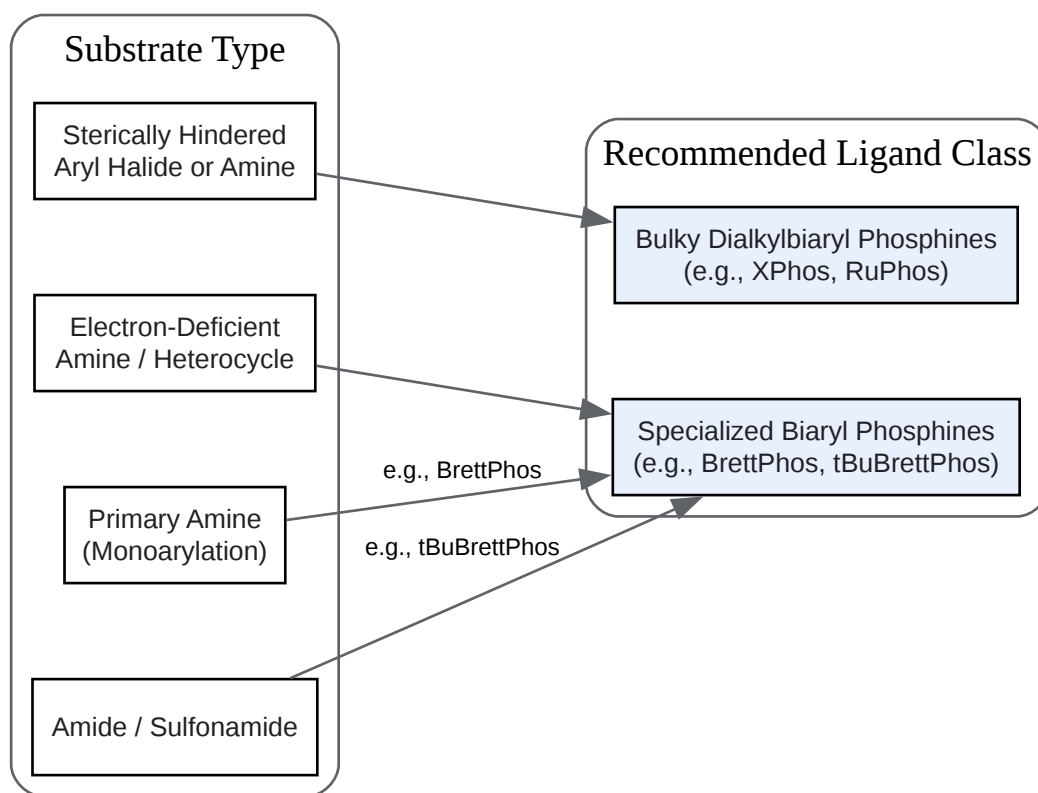 Substrate Type
Sterically Hindered
Aryl Halide or Amine
Electron-Deficient
Amine / Heterocycle
Primary Amine
(Monoarylation)
Amide / Sulfonamide
e.g., BrettPhos
e.g., tBuBrettPhos
Recommended Ligand Class
Bulky Dialkylbiaryl Phosphines
(e.g., XPhos, RuPhos)
Specialized Biaryl Phosphines
(e.g., BrettPhos, tBuBrettPhos)